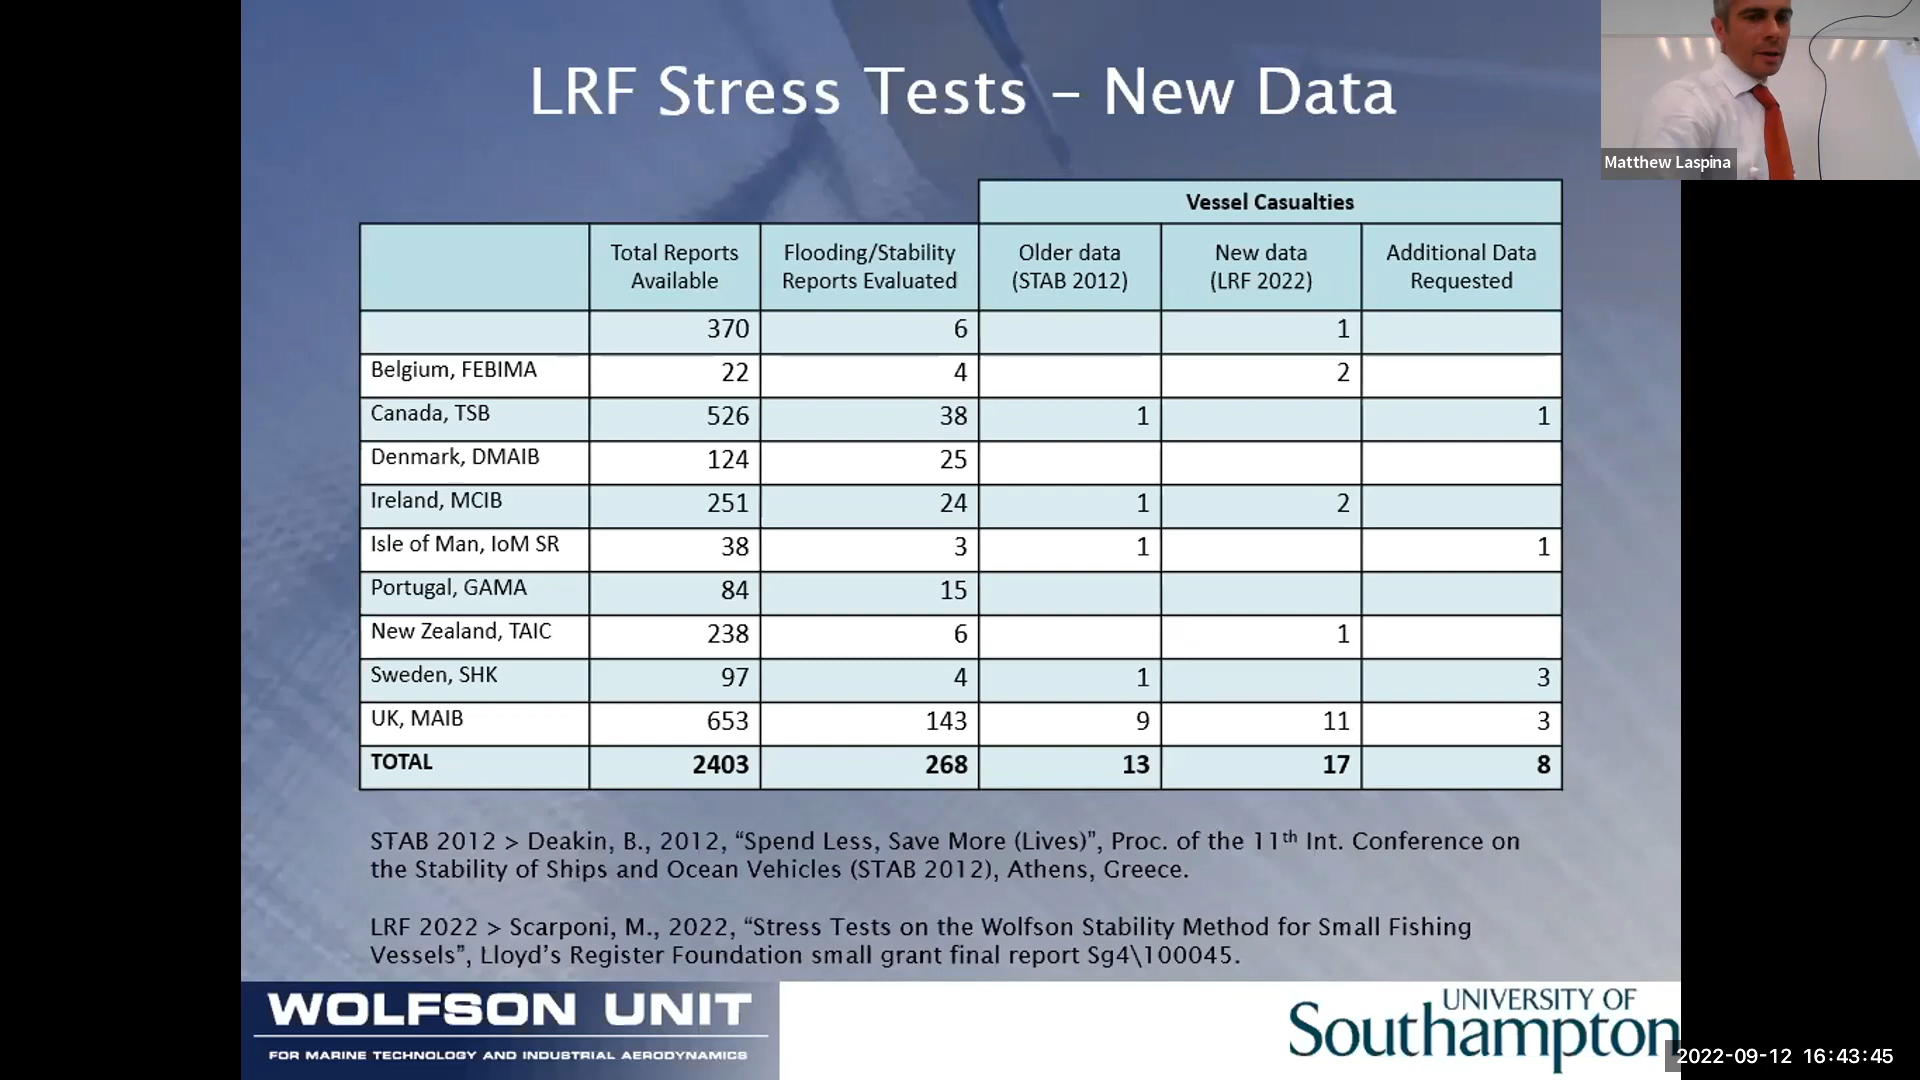 LRF Stress Tests – New Data
Matthew Laspina
Vessel Casualties
Total Reports Available
Flooding/Stability Reports Evaluated
Older data (STAB 2012)
New data (LRF 2022)
Additional Data Requested
370 6 1
Belgium, FEBIMA 22 4 2
Canada, TSB 526 38 1 1
Denmark, DMAIB 124 25
Ireland, MCIB 251 24 1 2
Isle of Man, IoM SR 38 3 1 1
Portugal, GAMA 84 15
New Zealand, TAIC 238 6 1
Sweden, SHK 97 4 1 3
UK, MAIB 653 143 9 11 3
TOTAL 2403 268 13 17 8
STAB 2012 > Deakin, B., 2012, “Spend Less, Save More (Lives)”, Proc. of the 11th Int. Conference on
the Stability of Ships and Ocean Vehicles (STAB 2012), Athens, Greece.
LRF 2022 > Scarponi, M., 2022, “Stress Tests on the Wolfson Stability Method for Small Fishing
Vessels”, Lloyd’s Register Foundation small grant final report Sg4\100045.
WOLFSON UNIT
FOR MARINE TECHNOLOGY AND INDUSTRIAL AERODYNAMICS
UNIVERSITY OF
Southampton
2022-09-12 16:43:45